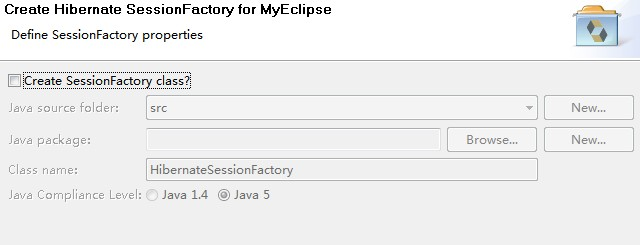 Create Hibernate SessionFactory for MyEclipse
Define SessionFactory properties
Create SessionFactory class?
Java source folder: src New...
Java package: Browse... New...
Class name: HibernateSessionFactory
Java Compliance Level: Java 1.4 Java 5